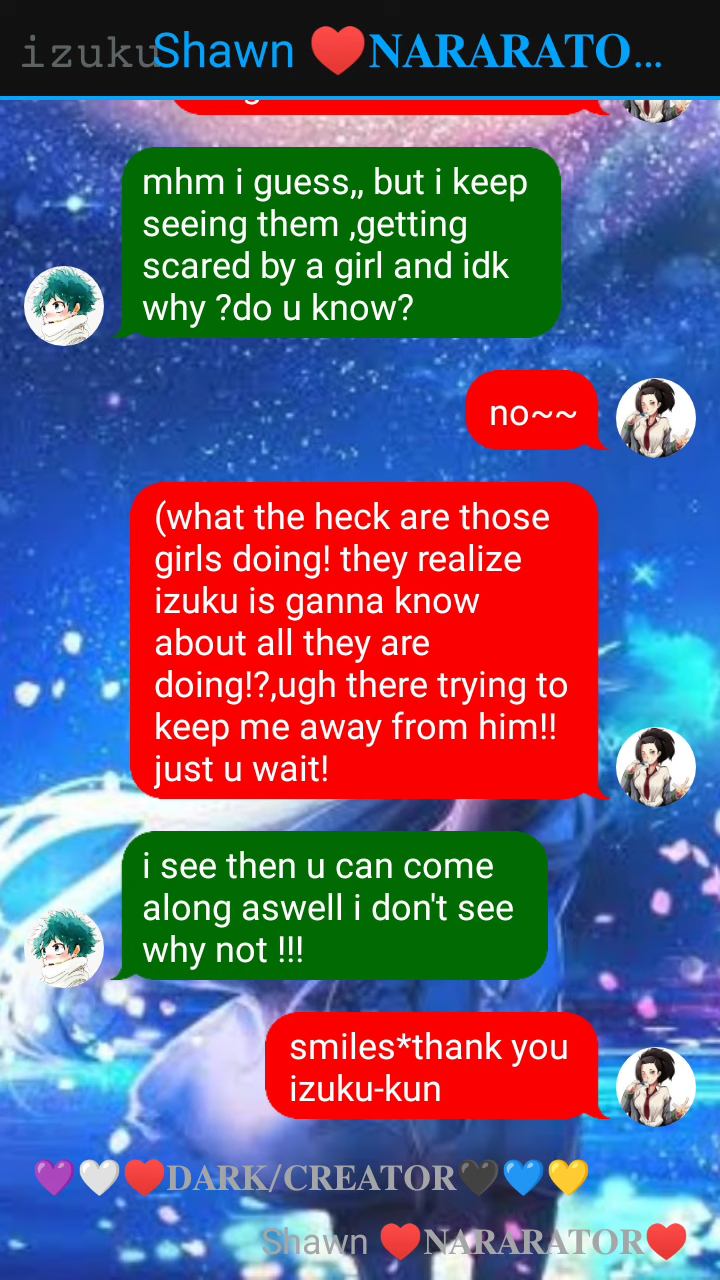 izuku Shawn ❤️NARARATO...
mhm i guess,, but i keep
seeing them ,getting
scared by a girl and idk
why ?do u know?
no~~
(what the heck are those
girls doing! they realize
izuku is ganna know
about all they are
doing!?,ugh there trying to
keep me away from him!!
just u wait!
i see then u can come
along aswell i don't see
why not !!!
smiles*thank you
izuku-kun
💜🤍❤️DARK/CREATOR🖤💙💛
Shawn ❤️NARARATOR❤️